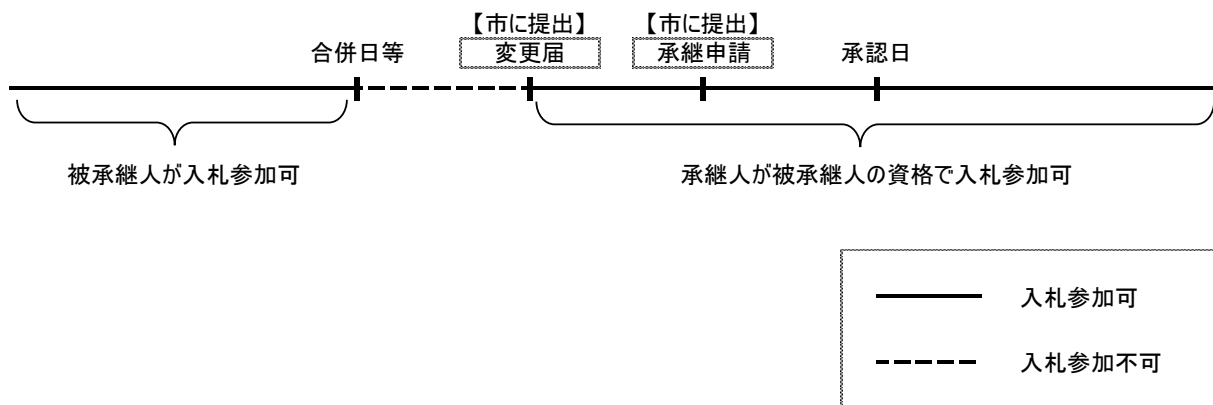 【市に提出】
【市に提出】
合併日等
変更届
承継申請
承認日
被承継人が入札参加可
承継人が被承継人の資格で入札参加可
入札参加可
入札参加不可